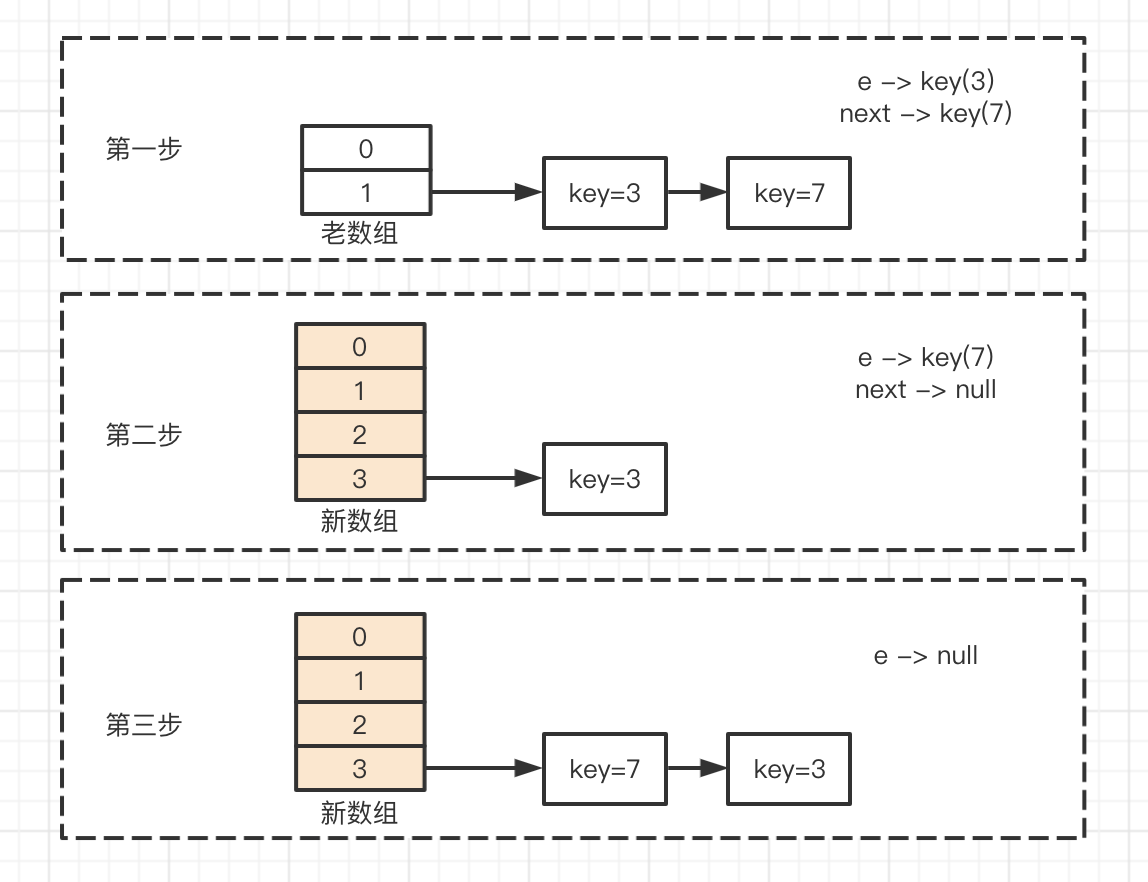 e –> key(3)
next –> key(7)
第一步
0
1
key=3
key=7
老数组
0
e –> key(7)
1
next –> null
第二步
2
3
key=3
新数组
0
e –> null
1
第三步
2
3
key=7
key=3
新数组